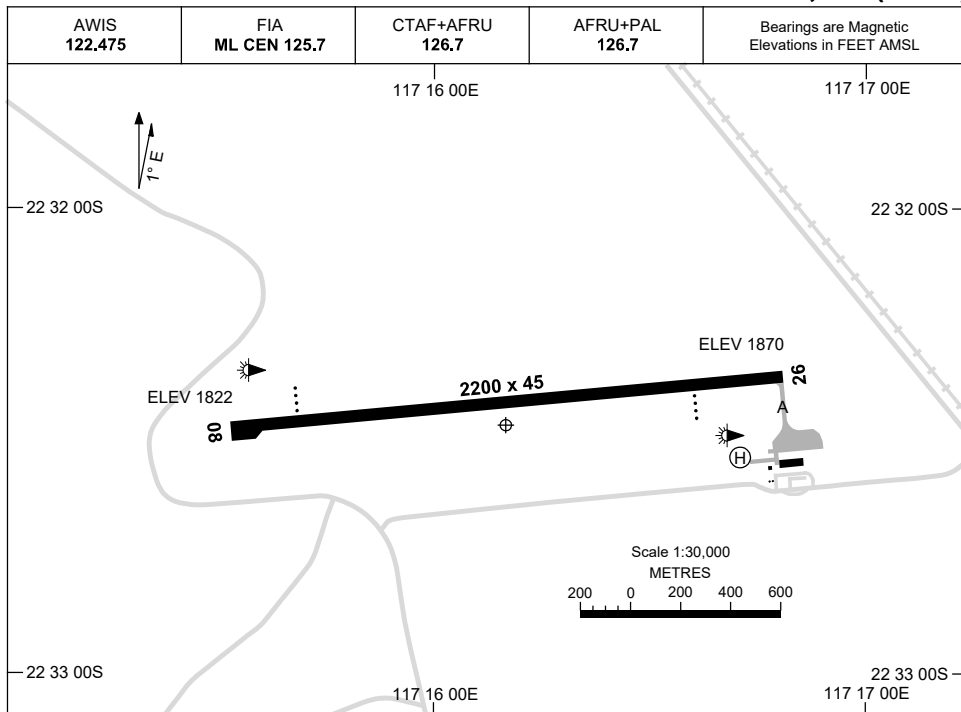 AWIS
122.475
FIA
ML CEN 125.7
CTAF+AFRU
126.7
AFRU+PAL
126.7
Bearings are Magnetic
Elevations in FEET AMSL
117 16 00E
117 17 00E
1° E
22 32 00S
22 32 00S
ELEV 1870
ELEV 1822
2200 x 45
26
08
A
H
Scale 1:30,000
METRES
200 0 200 400 600
22 33 00S
22 33 00S
117 16 00E
117 17 00E